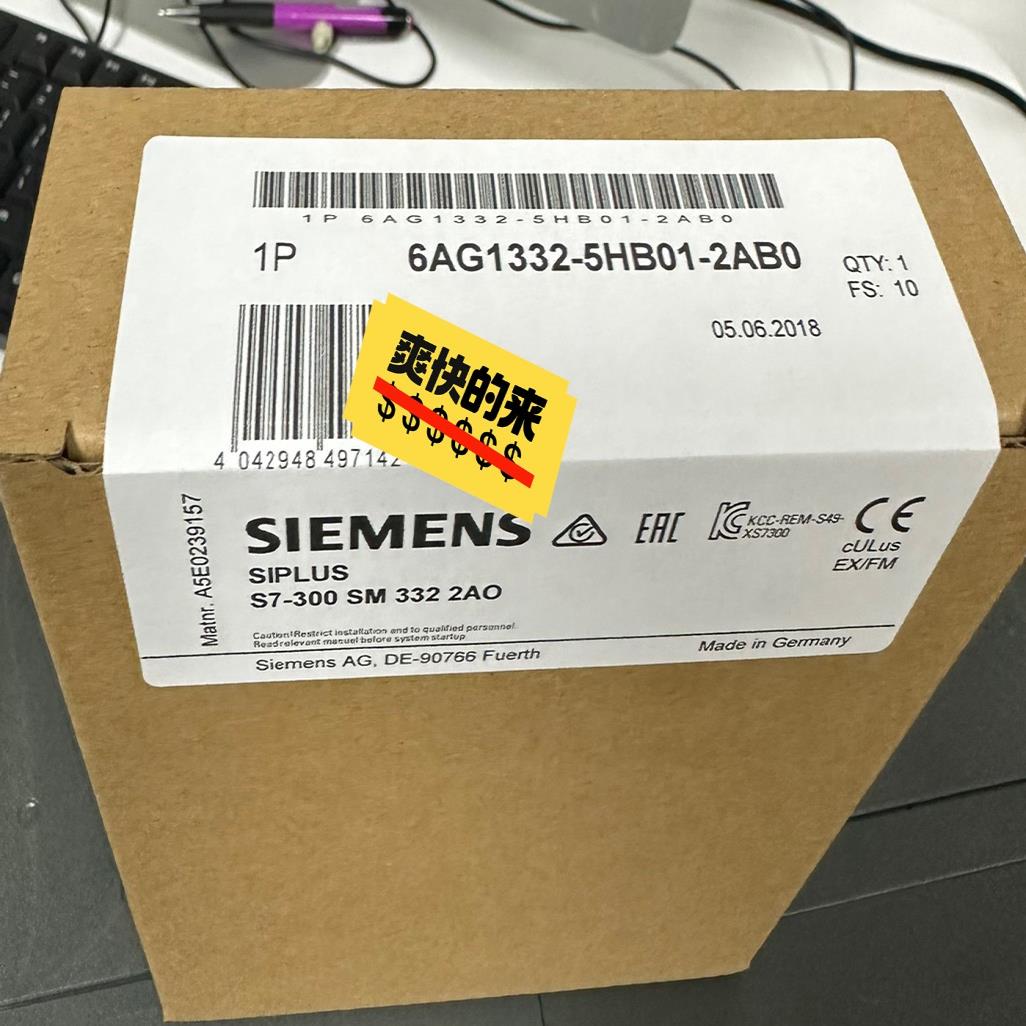 1P 6AG1332-5HB01-2AB0
1P 6AG1332-5HB01-2AB0
QTY: 1
FS: 10
05.06.2018
爽快的来
$$$$$$
4 042948 497142
Matnr. A5E0239157
SIEMENS
EAC
KCC-REM-S49-
XS7300
CE
cULus
EX/FM
SIPLUS
S7-300 SM 332 2AO
Caution!Restrict installation and to qualified personnel.
Read relevant manuel before system startup
Siemens AG, DE-90766 Fuerth
Made in Germany